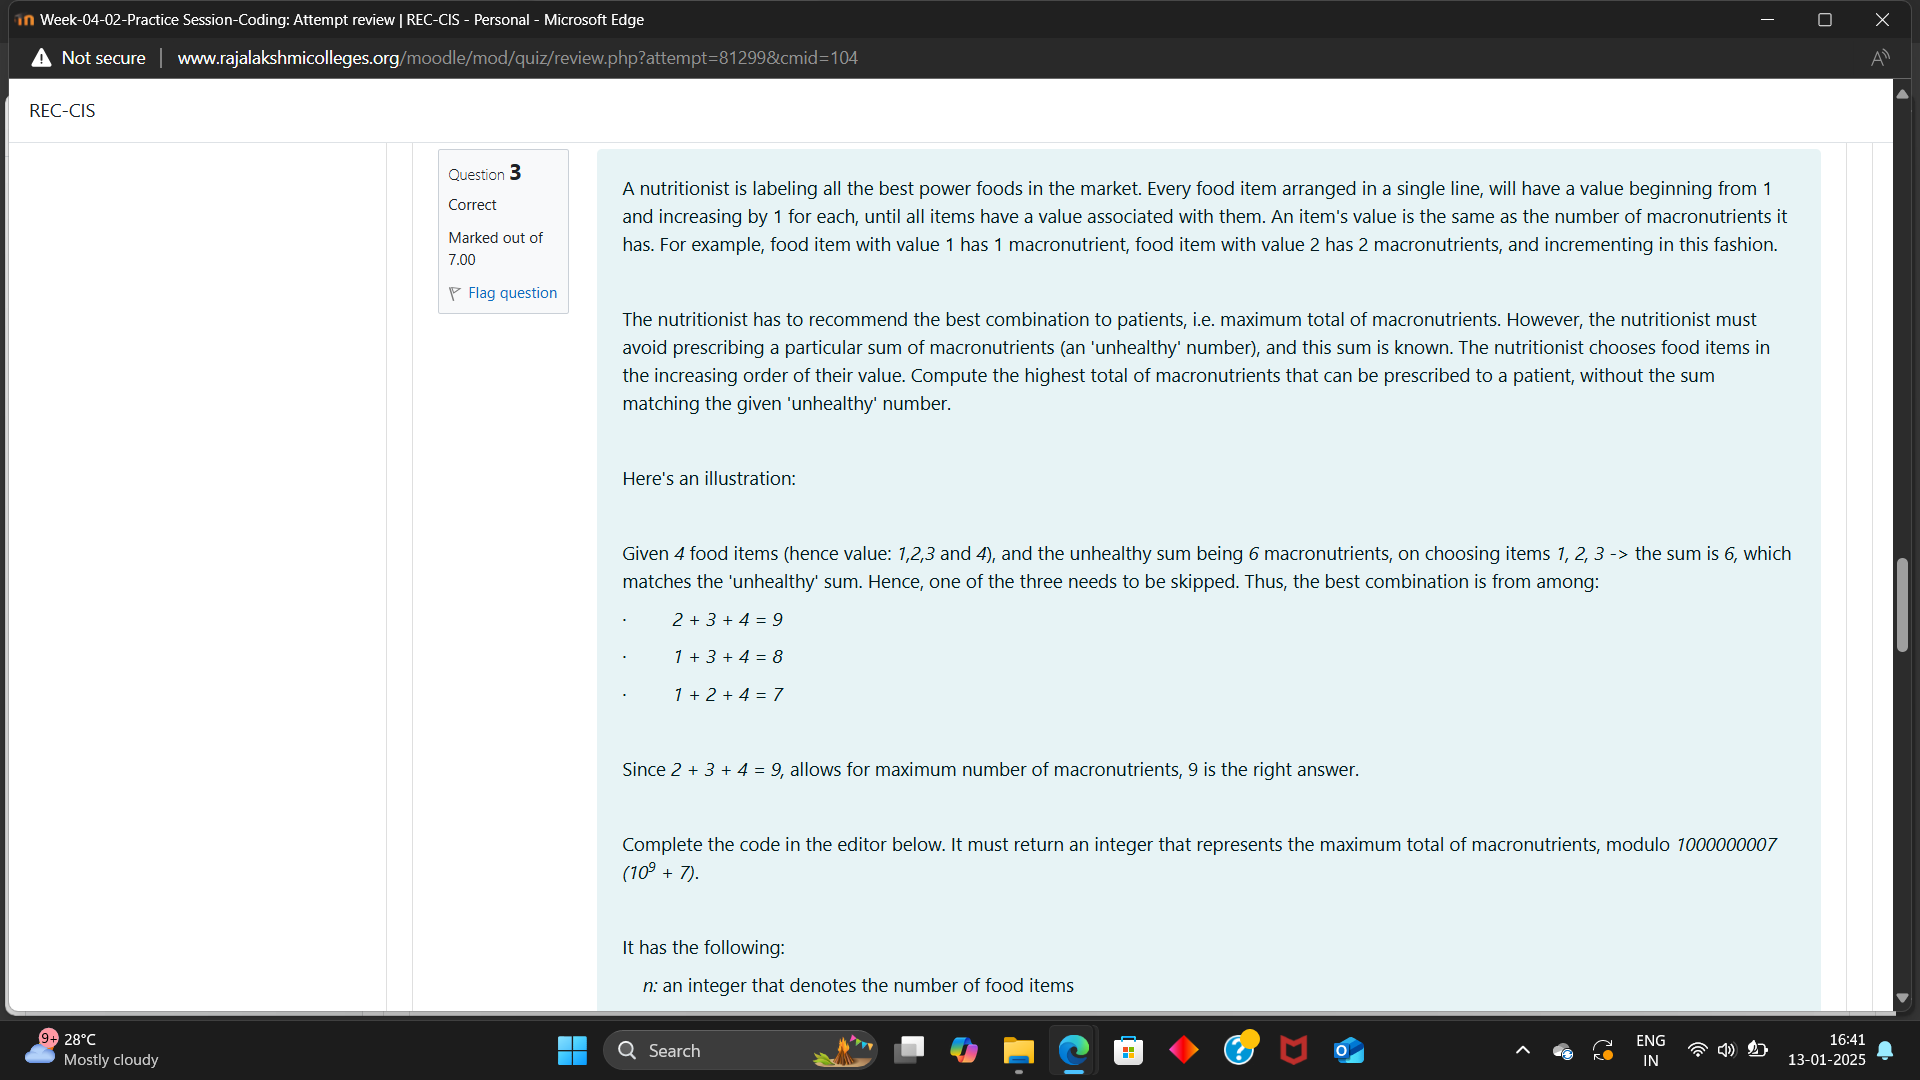 Week-04-02-Practice Session-Coding: Attempt review | REC-CIS - Personal - Microsoft Edge
Not secure | www.rajalakshmicolleges.org/moodle/mod/quiz/review.php?attempt=81299&cmid=104
REC-CIS
Question 3
Correct
Marked out of
7.00
Flag question
A nutritionist is labeling all the best power foods in the market. Every food item arranged in a single line, will have a value beginning from 1
and increasing by 1 for each, until all items have a value associated with them. An item's value is the same as the number of macronutrients it
has. For example, food item with value 1 has 1 macronutrient, food item with value 2 has 2 macronutrients, and incrementing in this fashion.
The nutritionist has to recommend the best combination to patients, i.e. maximum total of macronutrients. However, the nutritionist must
avoid prescribing a particular sum of macronutrients (an 'unhealthy' number), and this sum is known. The nutritionist chooses food items in
the increasing order of their value. Compute the highest total of macronutrients that can be prescribed to a patient, without the sum
matching the given 'unhealthy' number.
Here's an illustration:
Given 4 food items (hence value: 1,2,3 and 4), and the unhealthy sum being 6 macronutrients, on choosing items 1, 2, 3 -> the sum is 6, which
matches the 'unhealthy' sum. Hence, one of the three needs to be skipped. Thus, the best combination is from among:
· 2 + 3 + 4 = 9
· 1 + 3 + 4 = 8
· 1 + 2 + 4 = 7
Since 2 + 3 + 4 = 9, allows for maximum number of macronutrients, 9 is the right answer.
Complete the code in the editor below. It must return an integer that represents the maximum total of macronutrients, modulo 1000000007
(10⁹ + 7).
It has the following:
n: an integer that denotes the number of food items
9+
28°C
Mostly cloudy
Search
ENG
IN
16:41
13-01-2025